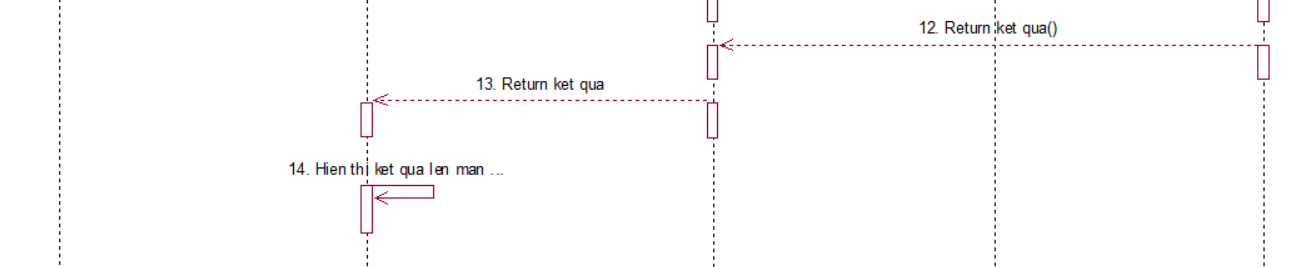 12. Return ket qua()
13. Return ket qua
14. Hien thi ket qua len man ...